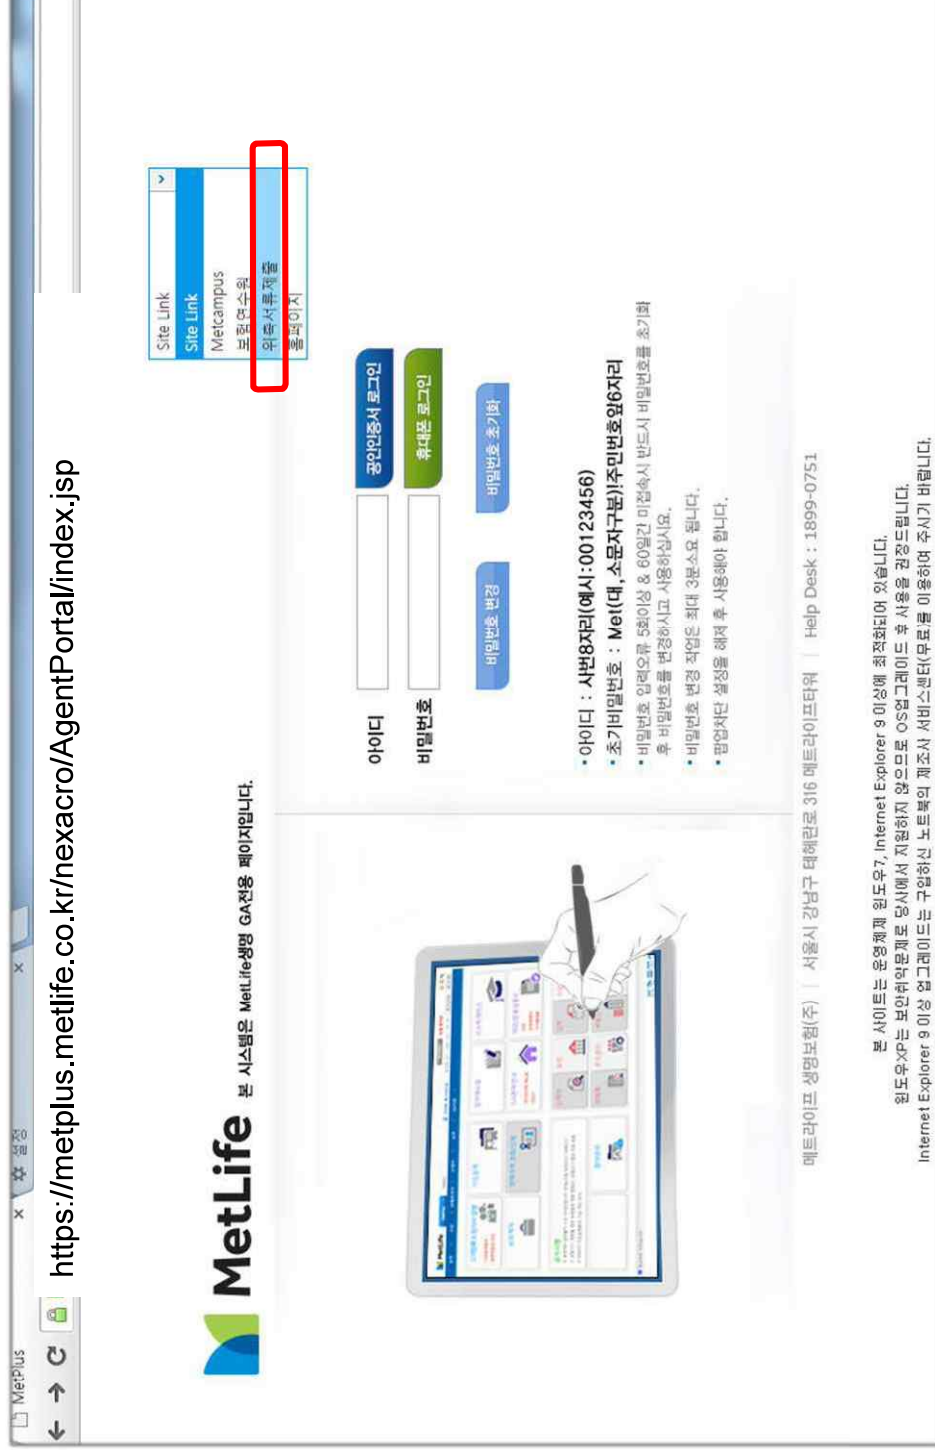 MetPlus
설정
https://metplus.metlife.co.kr/nexacro/AgentPortal/index.jsp
Site Link
Site Link
Metcampus
보험연수원
위촉서류제출
홈페이지
MetLife 본 시스템은 MetLife생명 GA전용 페이지입니다.
아이디
공안인증서 로그인
비밀번호
휴대폰 로그인
비밀번호 변경
비밀번호 초기화
• 아이디 : 사번8자리(예시:00123456)
• 초기비밀번호 : Met(대,소문자구분)!주민번호앞6자리
• 비밀번호 입력오류 5회이상 & 60일간 미접속시 반드시 비밀번호를 초기화
후 비밀번호를 변경하시고 사용하십시요.
• 비밀번호 변경 작업은 최대 3분소요 됩니다.
• 팝업차단 설정을 해제 후 사용해야 합니다.
메트라이프 생명보험(주) | 서울시 강남구 테헤란로 316 메트라이프타워 | Help Desk : 1899-0751
본 사이트는 운영체제 윈도우7, Internet Explorer 9 이상에 최적화되어 있습니다.
윈도우XP는 보안취약문제로 당사에서 지원하지 않으므로 OS업그레이드 후 사용을 권장드립니다.
Internet Explorer 9 이상 업그레이드는 구입하신 노트북의 제조사 서비스센터(무료)를 이용하여 주시기 바랍니다.